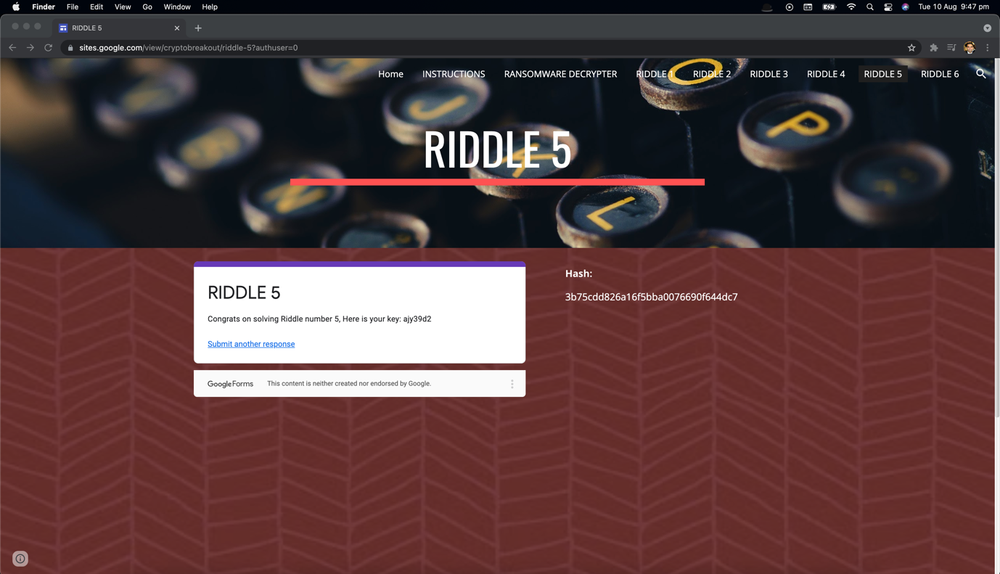 Finder File Edit View Go Window Help
Tue 10 Aug 9:47 pm
RIDDLE 5
sites.google.com/view/cryptobreakout/riddle-5?authuser=0
Home INSTRUCTIONS RANSOMWARE DECRYPTER RIDDLE 1 RIDDLE 2 RIDDLE 3 RIDDLE 4 RIDDLE 5 RIDDLE 6
O
J
P
N
L
RIDDLE 5
RIDDLE 5
Congrats on solving Riddle number 5, Here is your key: ajy39d2
Submit another response
Google Forms This content is neither created nor endorsed by Google.
Hash:
3b75cdd826a16f5bba0076690f644dc7